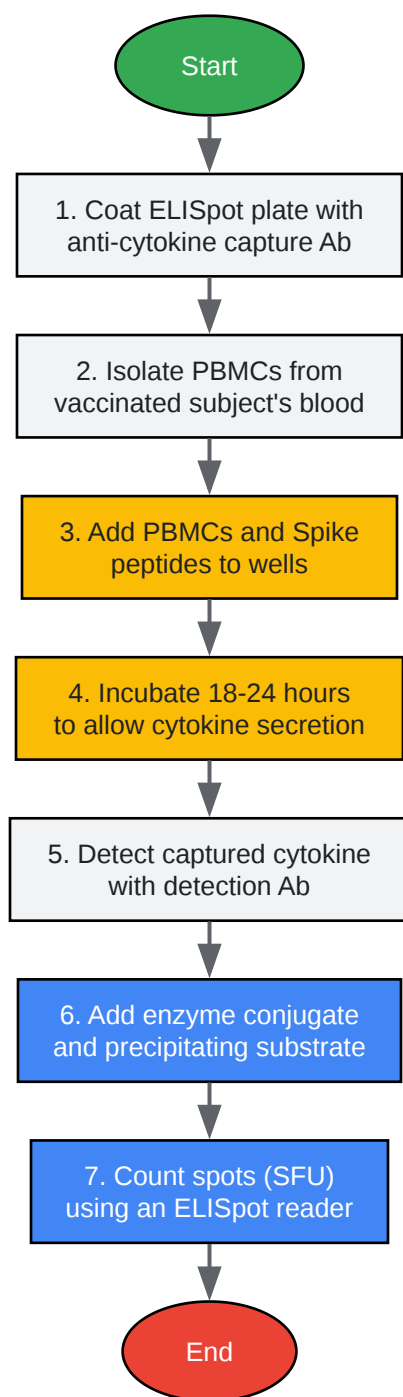 Start
1. Coat ELISpot plate with
anti-cytokine capture Ab
2. Isolate PBMCs from
vaccinated subject's blood
3. Add PBMCs and Spike
peptides to wells
4. Incubate 18-24 hours
to allow cytokine secretion
5. Detect captured cytokine
with detection Ab
6. Add enzyme conjugate
and precipitating substrate
7. Count spots (SFU)
using an ELISpot reader
End